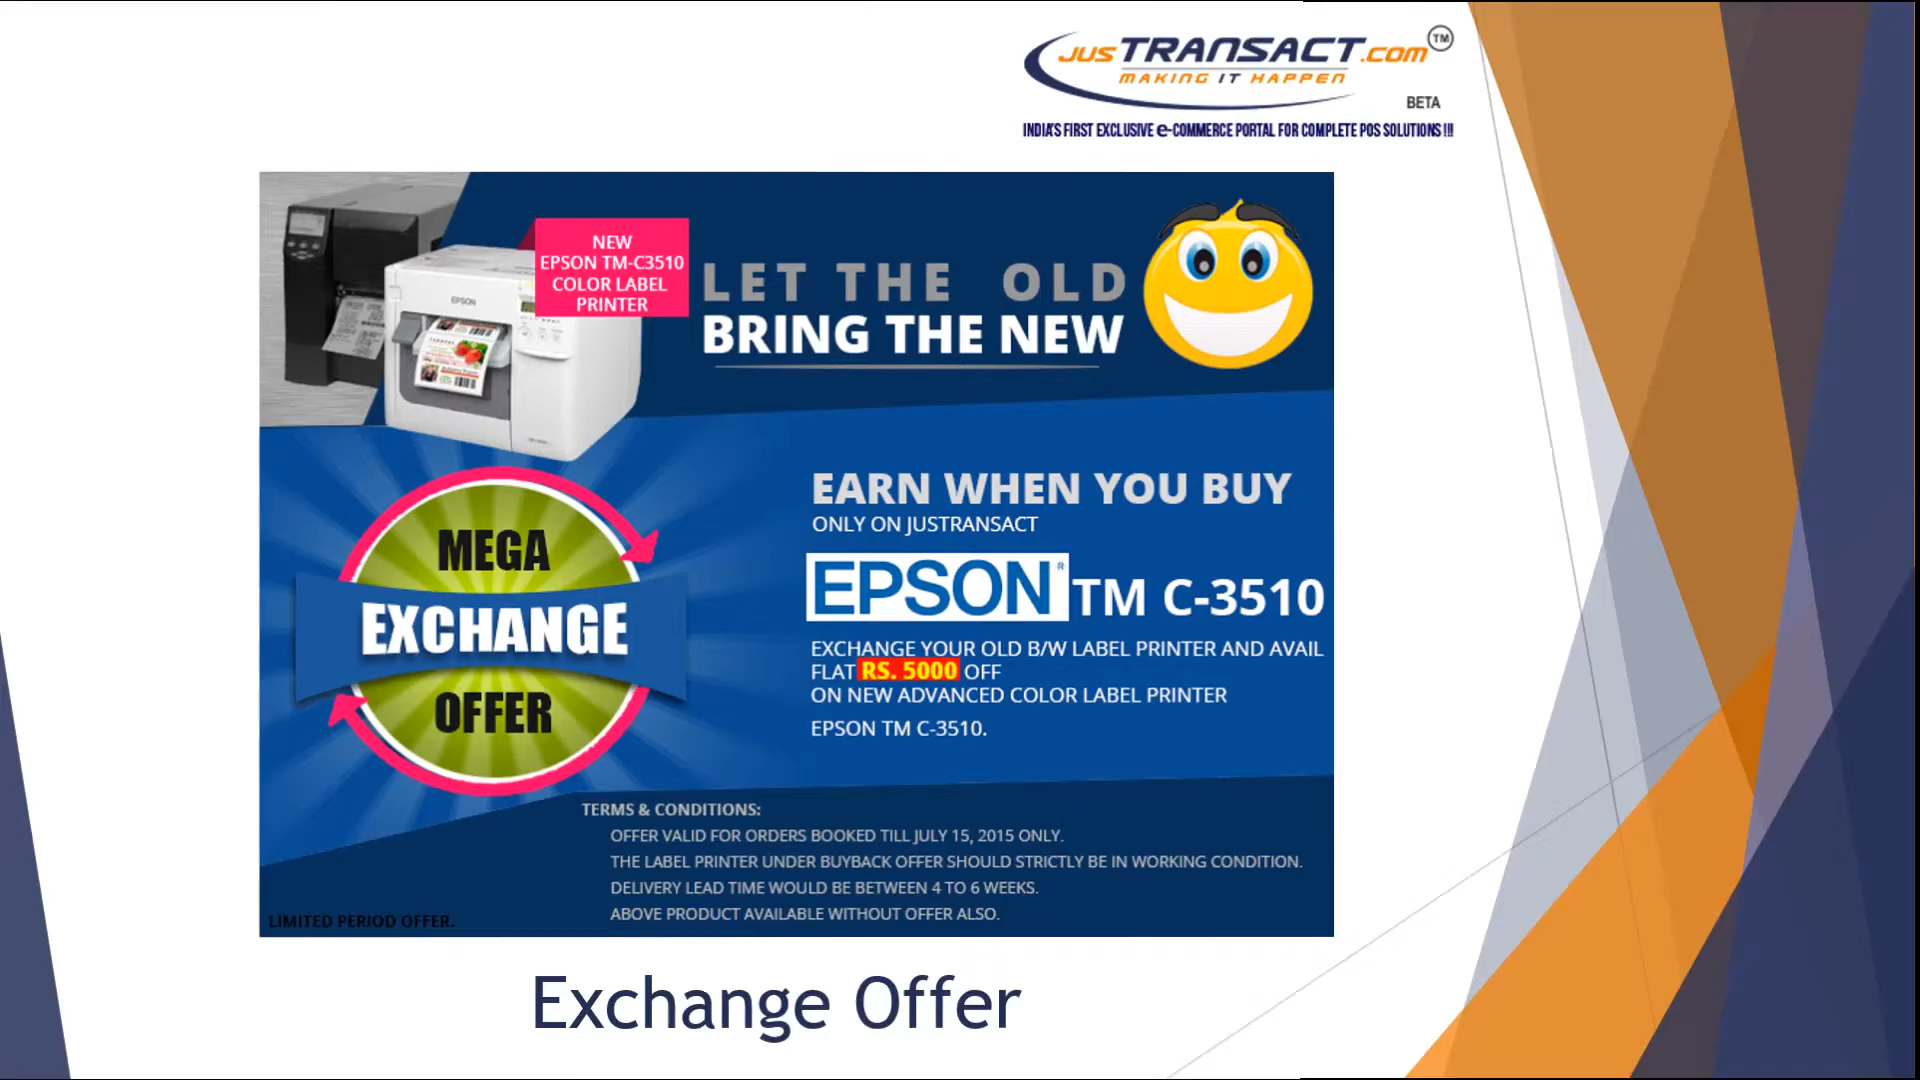 jusTRANSACT.com TM
MAKING IT HAPPEN
BETA
INDIA'S FIRST EXCLUSIVE e-COMMERCE PORTAL FOR COMPLETE POS SOLUTIONS !!!
NEW
EPSON TM-C3510
COLOR LABEL
PRINTER
LET THE OLD
BRING THE NEW
EPSON
MEGA
EXCHANGE
OFFER
EARN WHEN YOU BUY
ONLY ON JUSTRANSACT
EPSON® TM C-3510
EXCHANGE YOUR OLD B/W LABEL PRINTER AND AVAIL
FLAT RS. 5000 OFF
ON NEW ADVANCED COLOR LABEL PRINTER
EPSON TM C-3510.
TERMS & CONDITIONS:
OFFER VALID FOR ORDERS BOOKED TILL JULY 15, 2015 ONLY.
THE LABEL PRINTER UNDER BUYBACK OFFER SHOULD STRICTLY BE IN WORKING CONDITION.
DELIVERY LEAD TIME WOULD BE BETWEEN 4 TO 6 WEEKS.
ABOVE PRODUCT AVAILABLE WITHOUT OFFER ALSO.
LIMITED PERIOD OFFER.
Exchange Offer